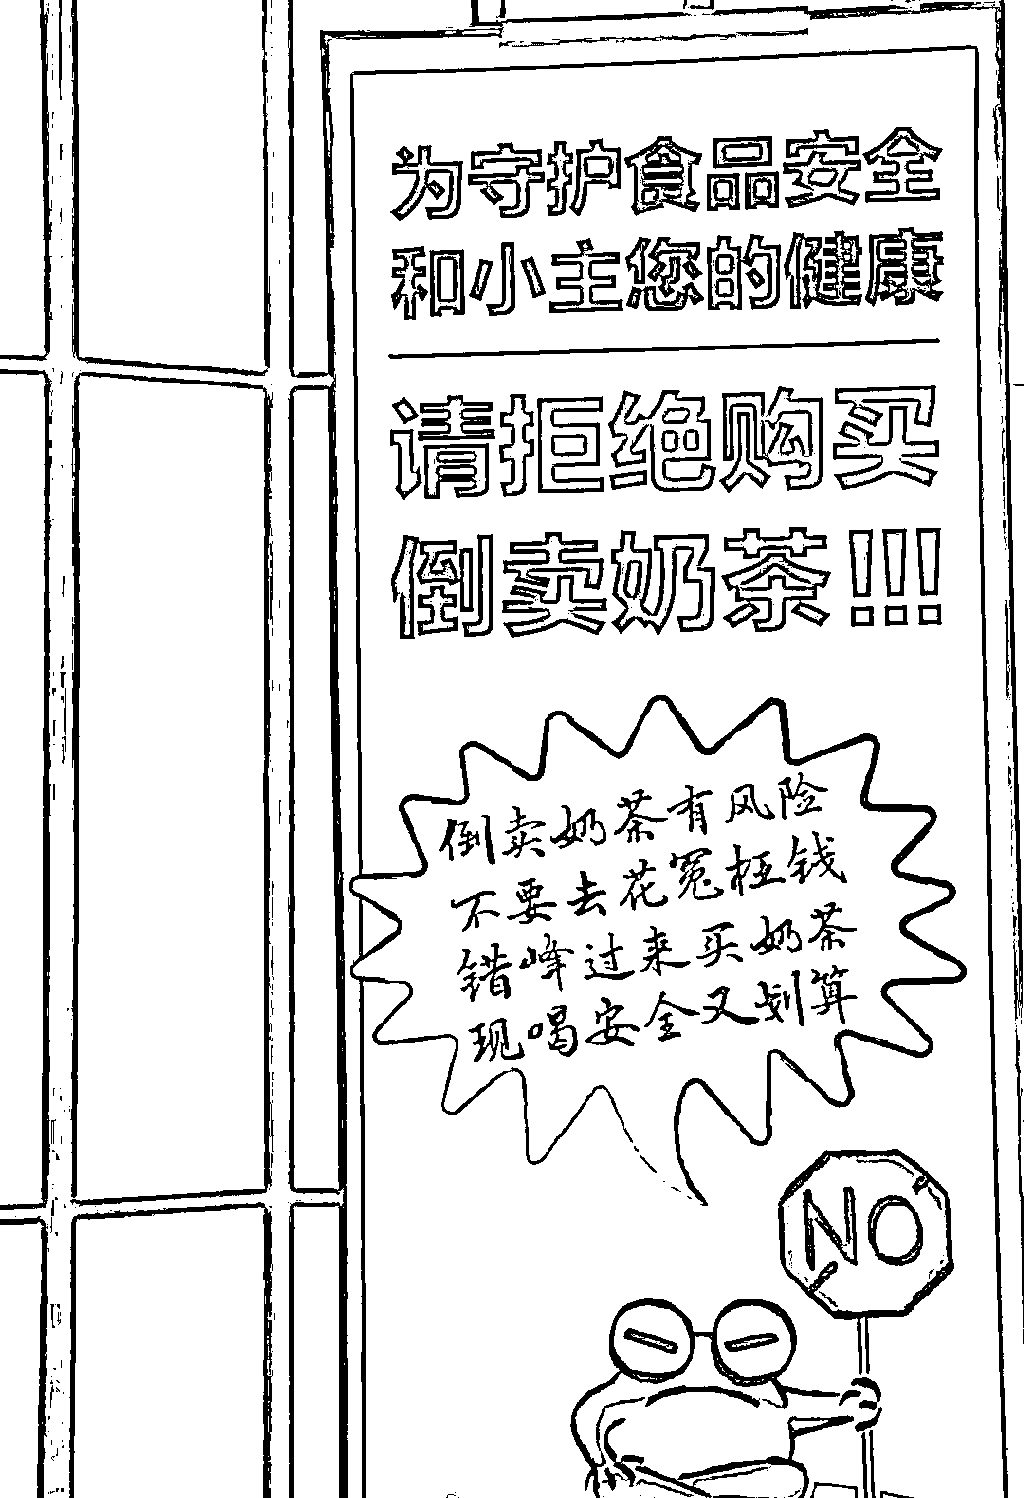 为守护食品安全
和小主您的健康
请拒绝购买
倒卖奶茶!!!
倒卖奶茶有风险
不要去花冤枉钱
错峰过来买奶茶
现喝安全又划算
NO